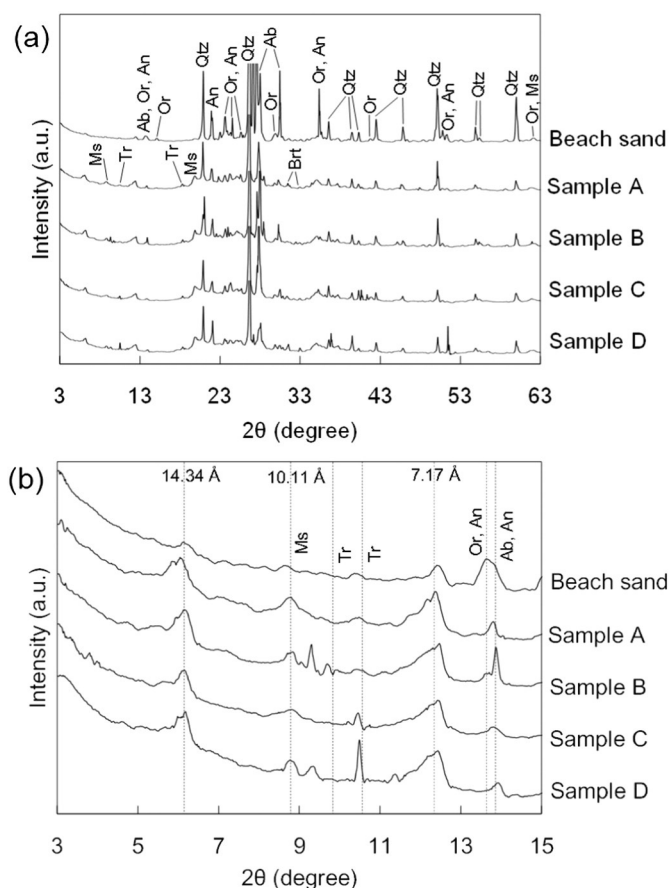 (a)
Intensity (a.u.)
Ab, Or, An
Or
Qtz
An
Or, An
Qtz
Ab
Or
Or, An
Qtz
Or
Qtz
Qtz
Or, An
Qtz
Qtz
Or, Ms
Beach sand
Ms
Tr
Tr
Ms
Brt
Sample A
Sample B
Sample C
Sample D
3 13 23 33 43 53 63
2θ (degree)
(b)
Intensity (a.u.)
14.34 Å 10.11 Å 7.17 Å
Ms
Tr
Tr
Or, An
Ab, An
Beach sand
Sample A
Sample B
Sample C
Sample D
3 5 7 9 11 13 15
2θ (degree)